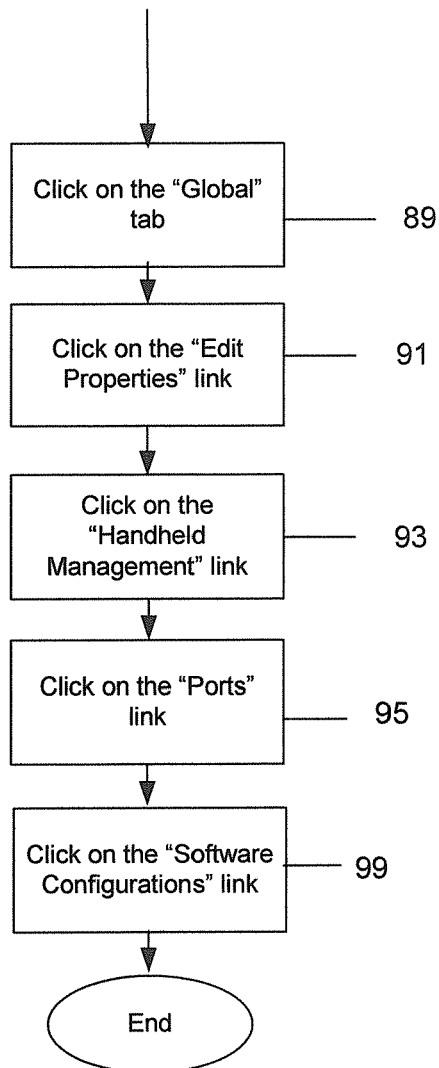 Click on the “Global”
tab
89
Click on the “Edit
Properties” link
91
Click on the
“Handheld
Management” link
93
Click on the “Ports”
link
95
Click on the “Software
Configurations” link
99
End